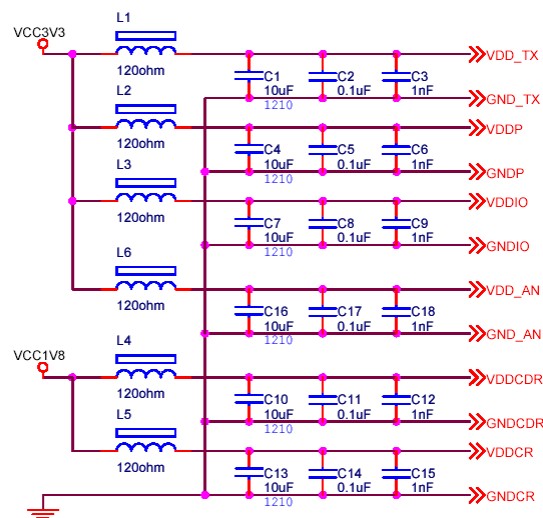 L1
VCC3V3
VDD_TX
120ohm
C1 C2 C3
10uF 0.1uF 1nF
1210
GND_TX
L2
VDDP
120ohm
C4 C5 C6
10uF 0.1uF 1nF
1210
GNDP
L3
VDDIO
120ohm
C7 C8 C9
10uF 0.1uF 1nF
1210
GNDIO
L6
VDD_AN
120ohm
C16 C17 C18
10uF 0.1uF 1nF
1210
GND_AN
L4
VCC1V8
VDDCDR
120ohm
C10 C11 C12
10uF 0.1uF 1nF
1210
GNDCDR
L5
VDDCR
120ohm
C13 C14 C15
10uF 0.1uF 1nF
1210
GNDCR